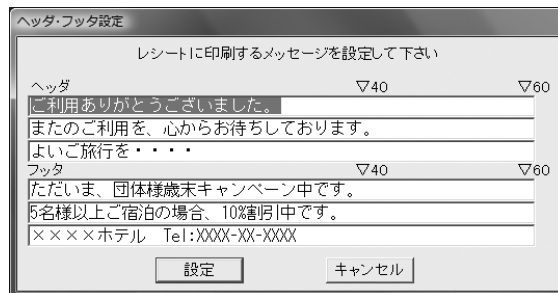 ヘッダ・フッタ設定
レシートに印刷するメッセージを設定して下さい
ヘッダ ▽40 ▽60
ご利用ありがとうございました。
またのご利用を、心からお待ちしております。
よいご旅行を・・・・
フッタ ▽40 ▽60
ただいま、団体様歳末キャンペーン中です。
5名様以上ご宿泊の場合、10%割引中です。
××××ホテル Tel:XXXX-XX-XXXX
設定 キャンセル